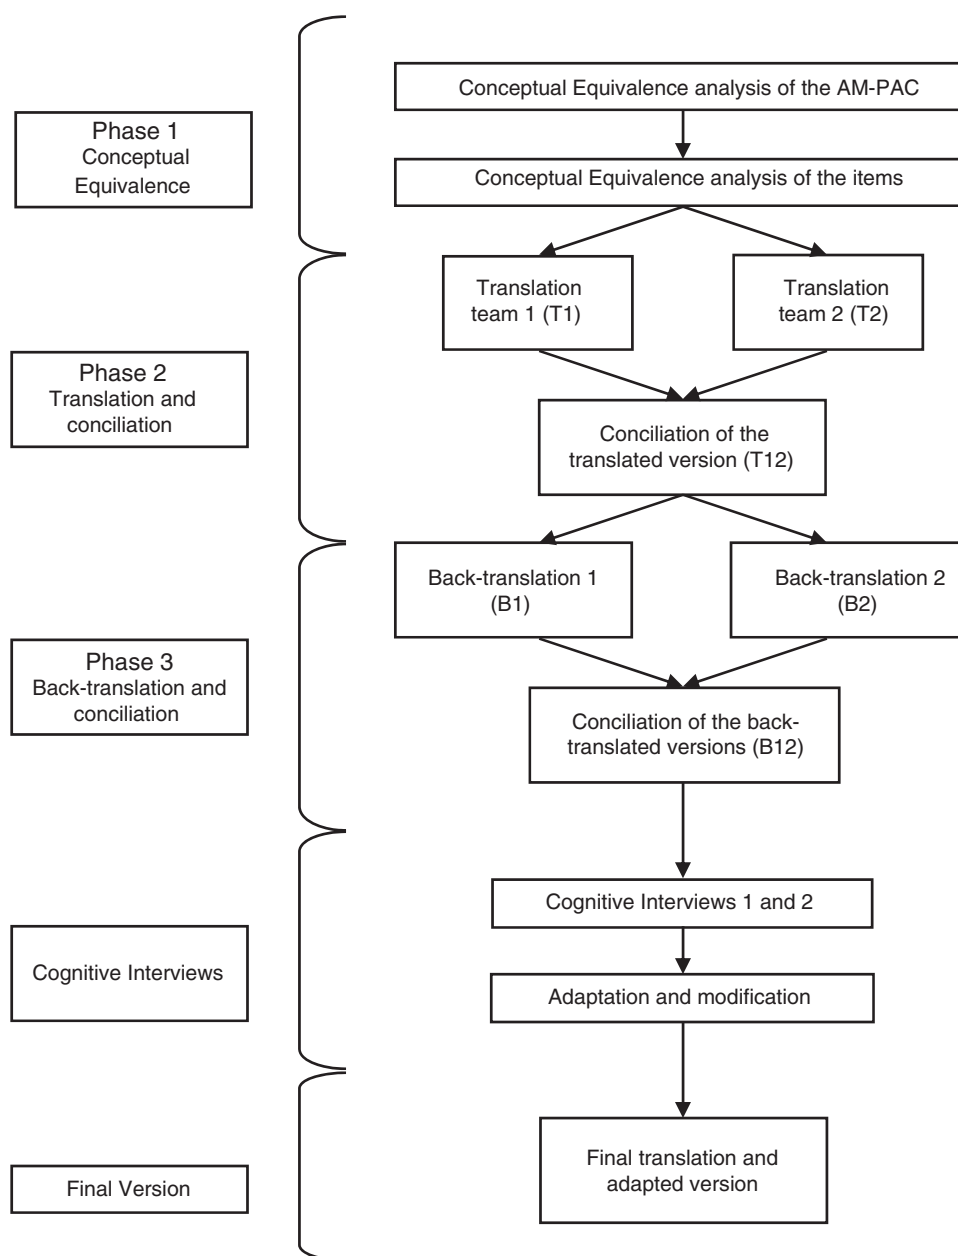 Conceptual Equivalence analysis of the AM-PAC
Phase 1
Conceptual
Equivalence
Conceptual Equivalence analysis of the items
Translation
team 1 (T1)
Translation
team 2 (T2)
Phase 2
Translation and
conciliation
Conciliation of the
translated version (T12)
Back-translation 1
(B1)
Back-translation 2
(B2)
Phase 3
Back-translation and
conciliation
Conciliation of the back-
translated versions (B12)
Cognitive Interviews 1 and 2
Cognitive Interviews
Adaptation and modification
Final translation and
adapted version
Final Version